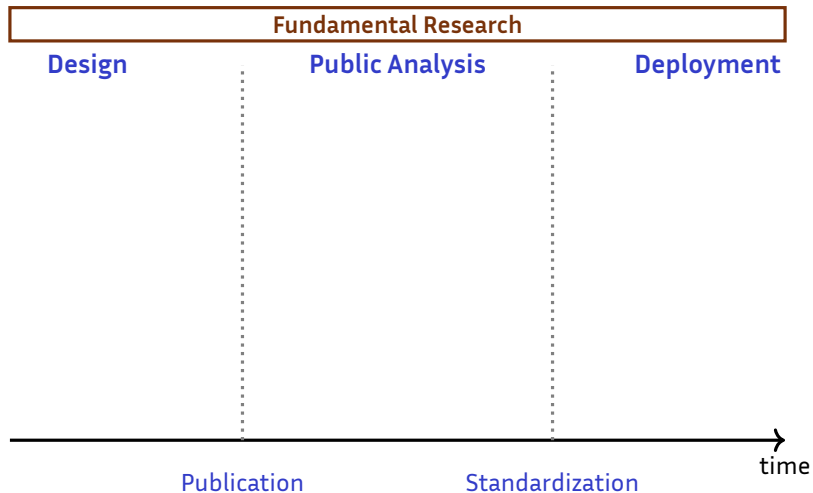 Fundamental Research
Design Public Analysis Deployment
time
Publication Standardization